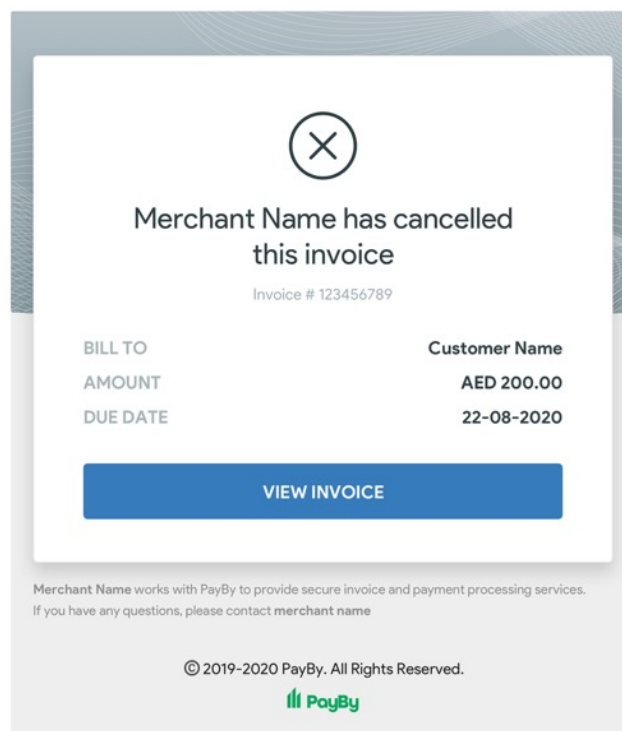 Merchant Name has cancelled
this invoice
Invoice # 123456789
BILL TO Customer Name
AMOUNT AED 200.00
DUE DATE 22-08-2020
VIEW INVOICE
Merchant Name works with PayBy to provide secure invoice and payment processing services.
If you have any questions, please contact merchant name
© 2019-2020 PayBy. All Rights Reserved.
PayBy